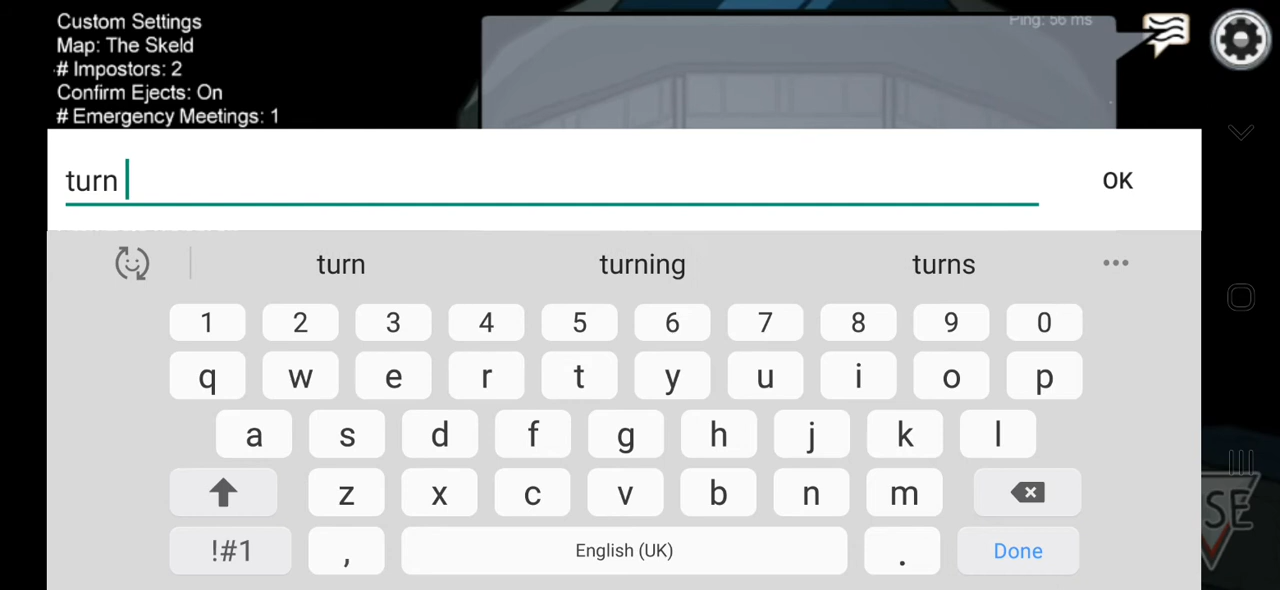 Custom Settings
Map: The Skeld
# Impostors: 2
Confirm Ejects: On
# Emergency Meetings: 1
Ping: 56 ms
turn
OK
turn turning turns
1 2 3 4 5 6 7 8 9 0
q w e r t y u i o p
a s d f g h j k l
z x c v b n m
!#1 , English (UK) . Done
SE